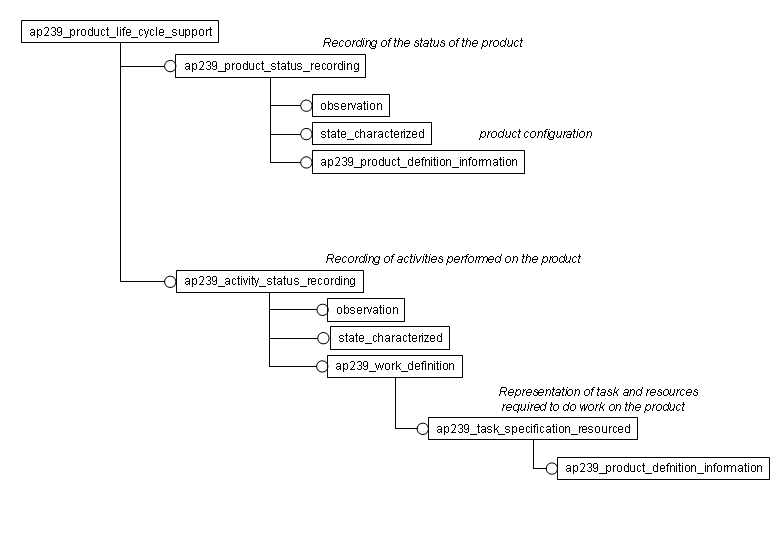 ap239_product_life_cycle_support
Recording of the status of the product
ap239_product_status_recording
observation
state_characterized
product configuration
ap239_product_defnition_information
Recording of activities performed on the product
ap239_activity_status_recording
observation
state_characterized
ap239_work_definition
Representation of task and resources
required to do work on the product
ap239_task_specification_resourced
ap239_product_defnition_information